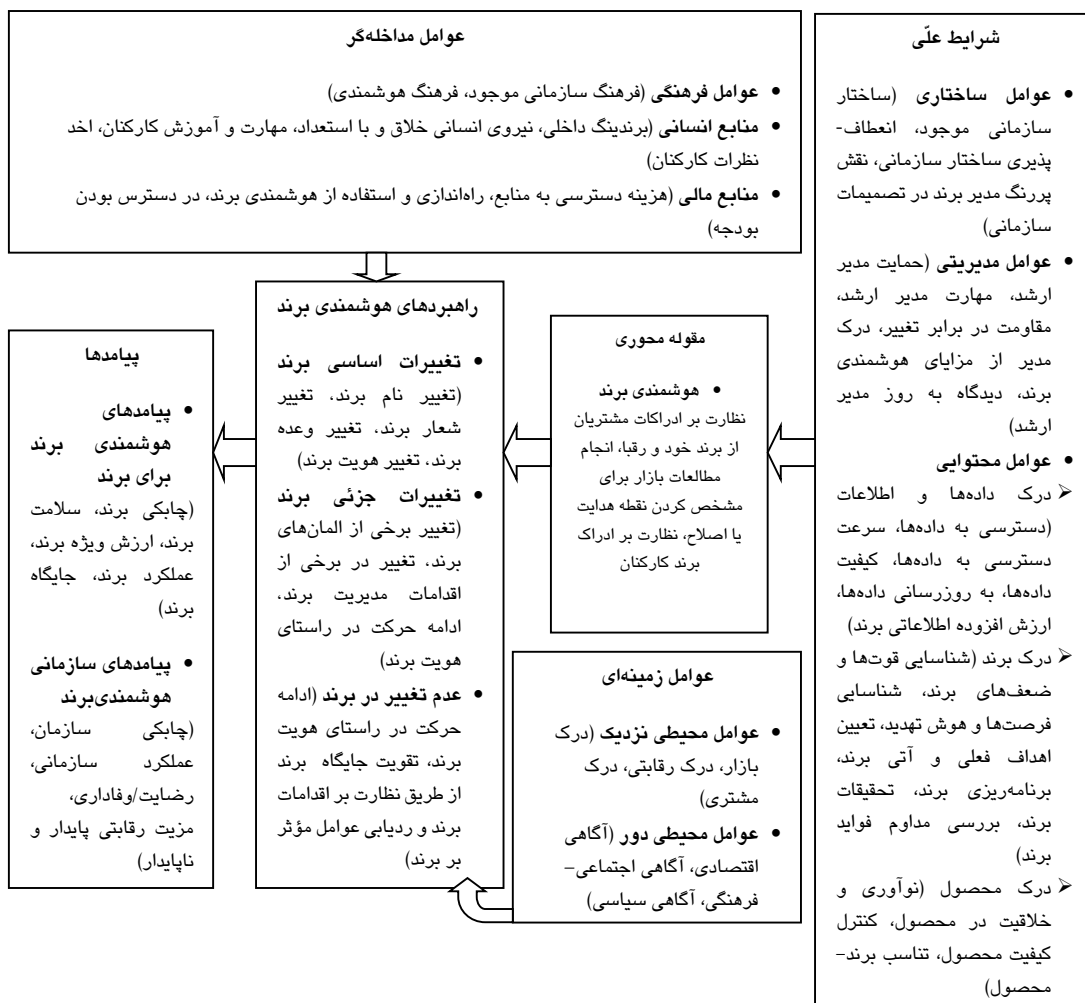 شرایط علّی
• عوامل ساختاری (ساختار
سازمانی موجود، انعطاف-
پذیری ساختار سازمانی، نقش
پررنگ مدیر برند در تصمیمات
سازمانی)
• عوامل مدیریتی (حمایت مدیر
ارشد، مهارت مدیر ارشد،
مقاومت در برابر تغییر، درک
مدیر از مزایای هوشمندی
برند، دیدگاه به روز مدیر
ارشد)
• عوامل محتوایی
➢ درک داده‌ها و اطلاعات
(دسترسی به داده‌ها، سرعت
دسترسی به داده‌ها، کیفیت
داده‌ها، به روزرسانی داده‌ها،
ارزش افزوده اطلاعاتی برند)
➢ درک برند (شناسایی قوت‌ها و
ضعف‌های برند، شناسایی
فرصت‌ها و هوش تهدید، تعیین
اهداف فعلی و آتی برند،
برنامه‌ریزی برند، تحقیقات
برند، بررسی مداوم فواید
برند)
➢ درک محصول (نوآوری و
خلاقیت در محصول، کنترل
کیفیت محصول، تناسب برند–
محصول)
عوامل مداخله‌گر
• عوامل فرهنگی (فرهنگ سازمانی موجود، فرهنگ هوشمندی)
• منابع انسانی (برندینگ داخلی، نیروی انسانی خلاق و با استعداد، مهارت و آموزش کارکنان، اخد
نظرات کارکنان)
• منابع مالی (هزینه دسترسی به منابع، راه‌اندازی و استفاده از هوشمندی برند، در دسترس بودن
بودجه)
مقوله محوری
• هوشمندی برند
نظارت بر ادراکات مشتریان
از برند خود و رقبا، انجام
مطالعات بازار برای
مشخص کردن نقطه هدایت
یا اصلاح، نظارت بر ادراک
برند کارکنان
عوامل زمینه‌ای
• عوامل محیطی نزدیک (درک
بازار، درک رقابتی، درک
مشتری)
• عوامل محیطی دور (آگاهی
اقتصادی، آگاهی اجتماعی–
فرهنگی، آگاهی سیاسی)
راهبردهای هوشمندی برند
• تغییرات اساسی برند
(تغییر نام برند، تغییر
شعار برند، تغییر وعده
برند، تغییر هویت برند)
• تغییرات جزئی برند
(تغییر برخی از المان‌های
برند، تغییر در برخی از
اقدامات مدیریت برند،
ادامه حرکت در راستای
هویت برند)
• عدم تغییر در برند (ادامه
حرکت در راستای هویت
برند، تقویت جایگاه برند
از طریق نظارت بر اقدامات
برند و ردیابی عوامل مؤثر
بر برند)
پیامدها
• پیامدهای
هوشمندی برند
برای برند
(چابکی برند، سلامت
برند، ارزش ویژه برند،
عملکرد برند، جایگاه
برند)
• پیامدهای سازمانی
هوشمندی‌برند
(چابکی سازمان،
عملکرد سازمانی،
رضایت/وفاداری،
مزیت رقابتی پایدار و
ناپایدار)